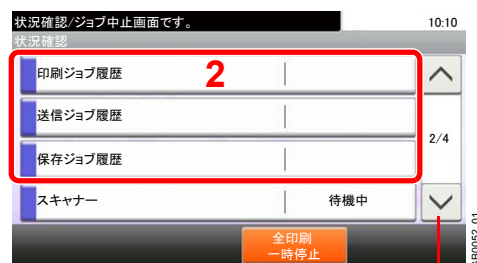 状況確認/ジョブ中止画面です。 10:10
状況確認
印刷ジョブ履歴
2
送信ジョブ履歴
2/4
保存ジョブ履歴
スキャナー 待機中
全印刷
一時停止